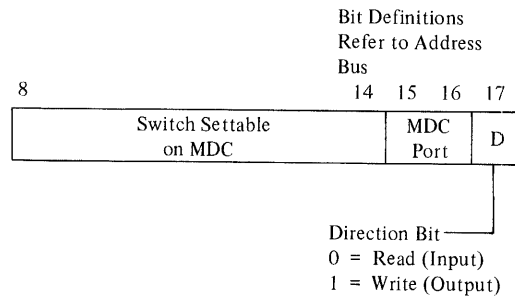 Bit Definitions
Refer to Address
Bus
8 14 15 16 17
Switch Settable
on MDC
MDC
Port
D
Direction Bit
0 = Read (Input)
1 = Write (Output)